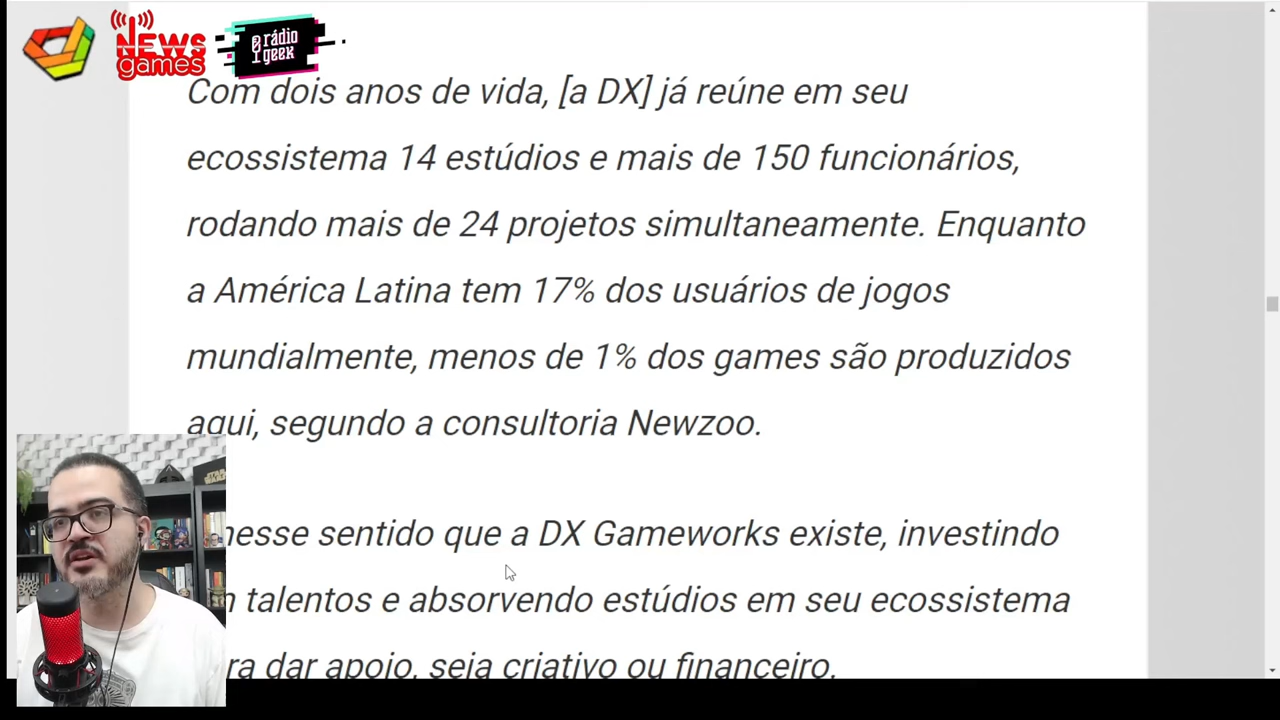 NEWS
games
rádio
geek
Com dois anos de vida, [a DX] já reúne em seu
ecossistema 14 estúdios e mais de 150 funcionários,
rodando mais de 24 projetos simultaneamente. Enquanto
a América Latina tem 17% dos usuários de jogos
mundialmente, menos de 1% dos games são produzidos
aqui, segundo a consultoria Newzoo.
STAR
WARS
nesse sentido que a DX Gameworks existe, investindo
talentos e absorvendo estúdios em seu ecossistema
dar apoio, seja criativo ou financeiro,